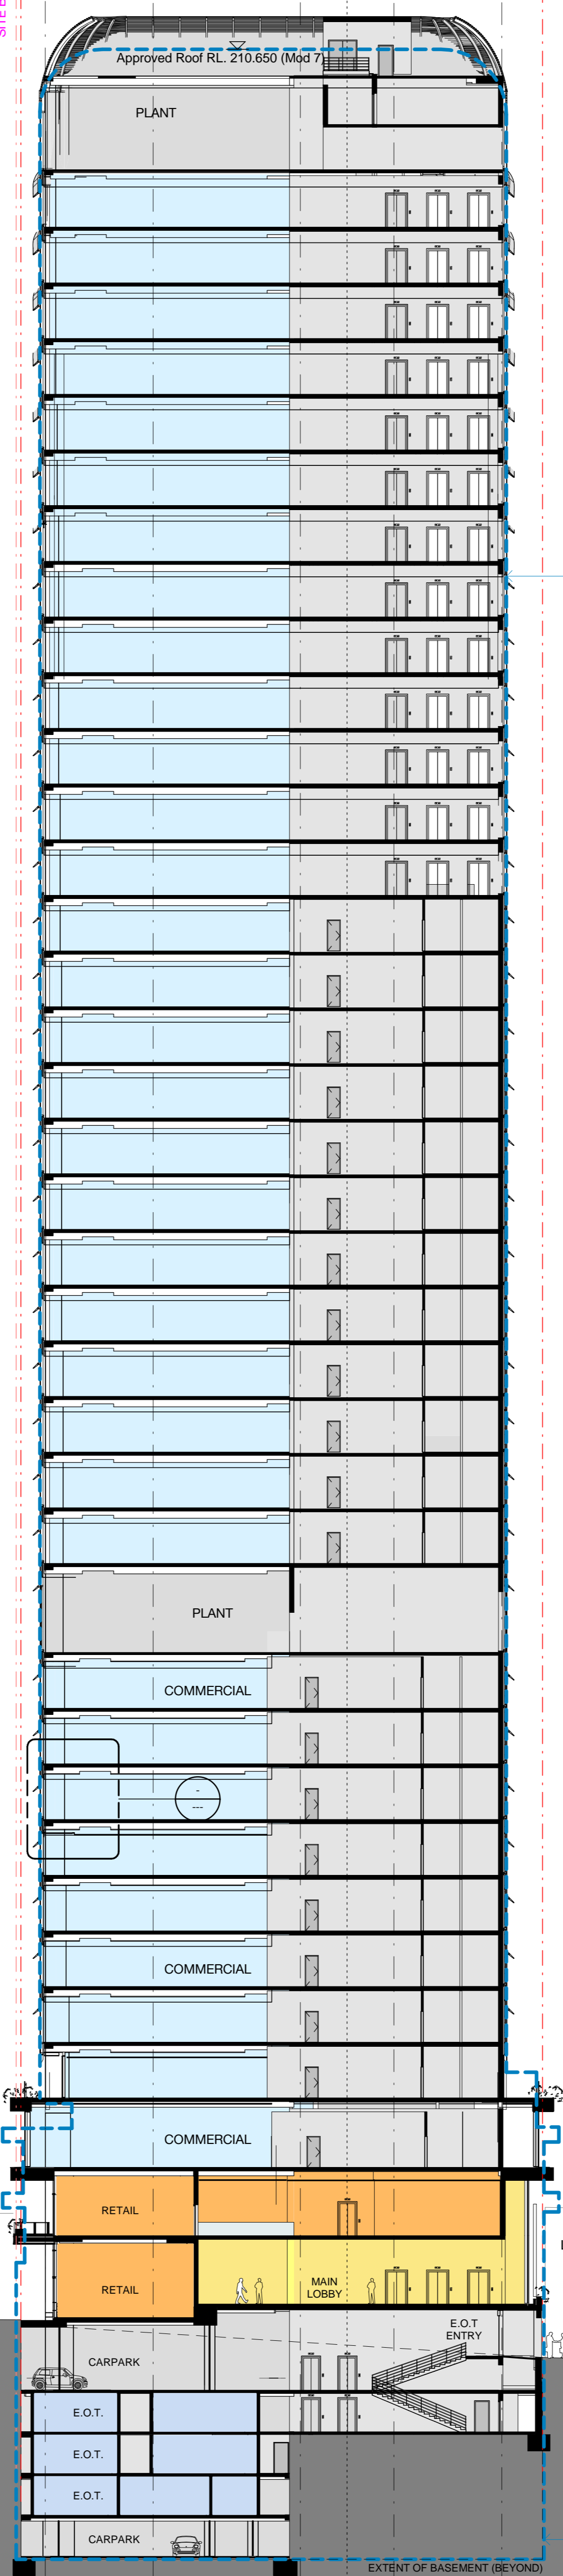 Approved Roof RL. 210.650 (Mod 7)
PLANT
PLANT
COMMERCIAL
COMMERCIAL
COMMERCIAL
RETAIL
RETAIL
MAIN
LOBBY
E.O.T
ENTRY
CARPARK
E.O.T.
E.O.T.
E.O.T.
CARPARK
EXTENT OF BASEMENT (BEYOND)